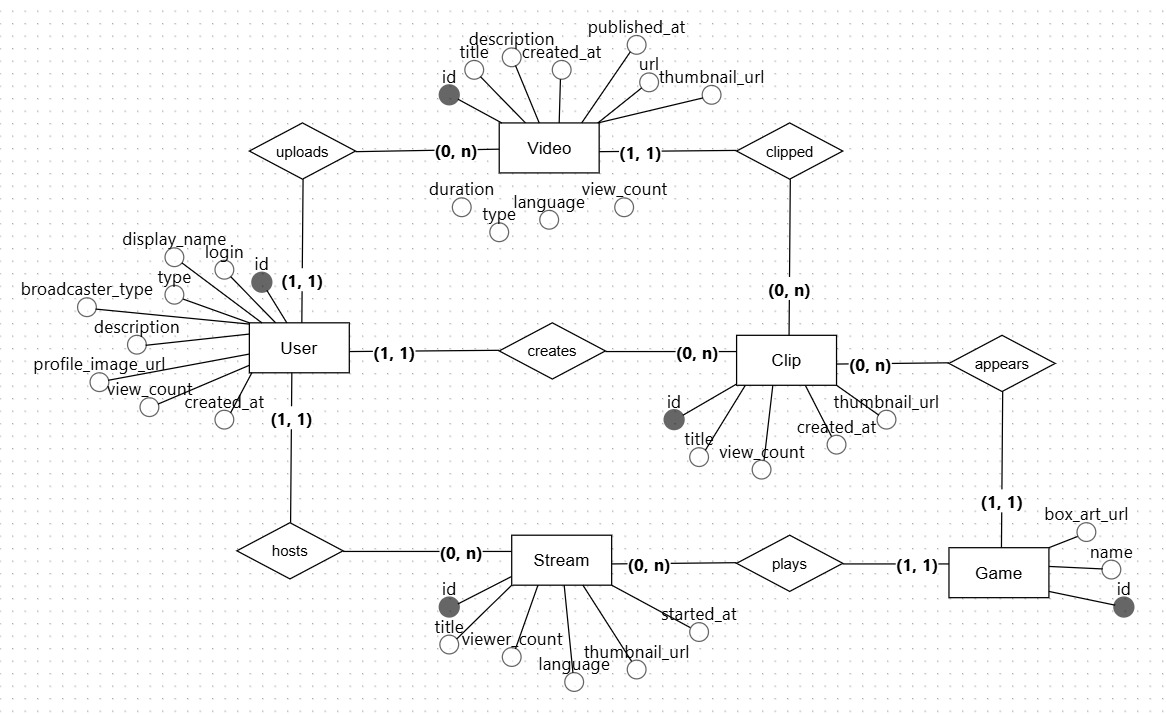 published_at
description
title
created_at
url
id
thumbnail_url
uploads
(0, n)
Video
(1, 1)
clipped
duration
view_count
language
type
display_name
login
id
type
(1, 1)
(0, n)
broadcaster_type
description
User
(1, 1)
creates
(0, n)
Clip
(0, n)
appears
profile_image_url
view_count
created_at
(1, 1)
id
thumbnail_url
title
created_at
view_count
(1, 1)
box_art_url
hosts
(0, n)
Stream
(0, n)
plays
(1, 1)
Game
name
id
id
title
viewer_count
started_at
language
thumbnail_url